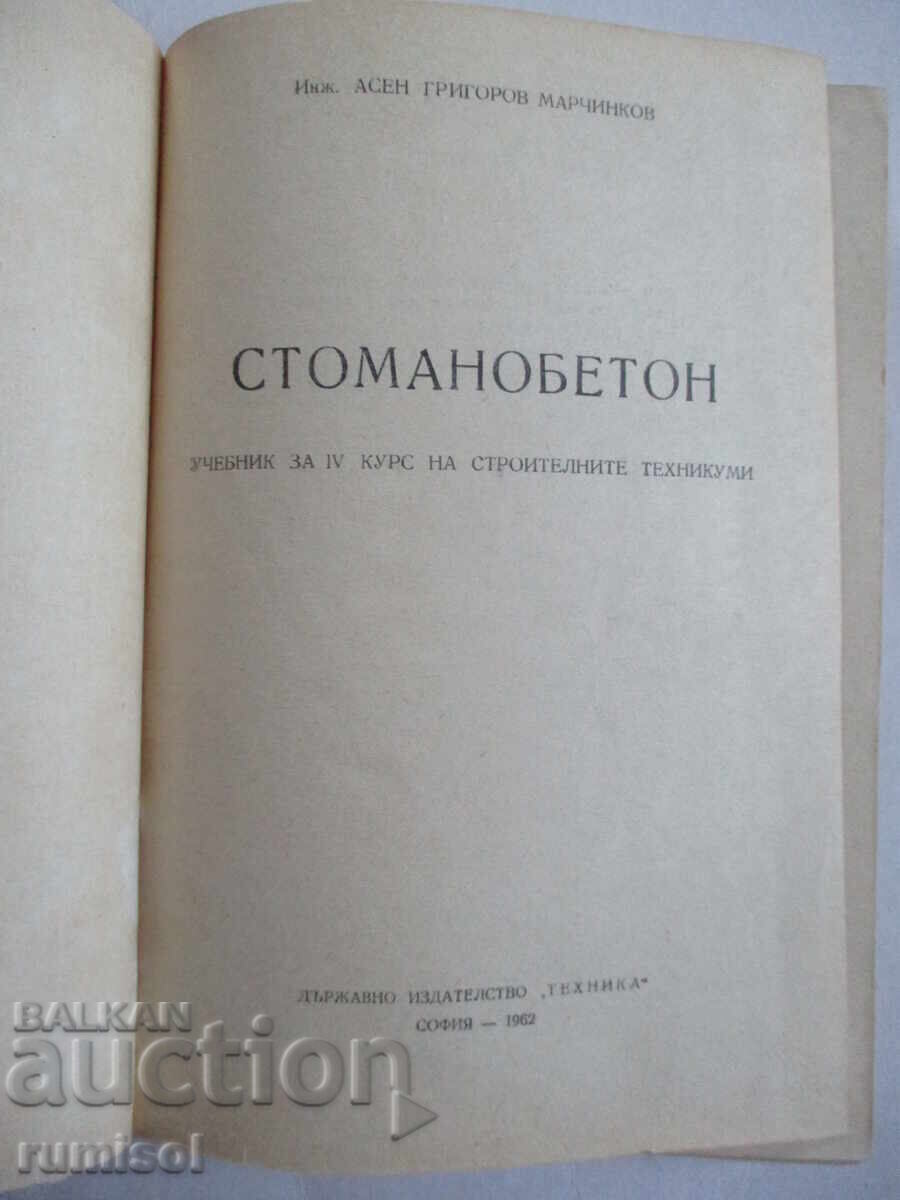 Инж. АСЕН ГРИГОРОВ МАРЧИНКОВ
СТОМАНОБЕТОН
УЧЕБНИК ЗА IV КУРС НА СТРОИТЕЛНИТЕ ТЕХНИКУМИ
ДЪРЖАВНО ИЗДАТЕЛСТВО „ТЕХНИКА“
СОФИЯ — 1962
BALKAN
auction
rumisol